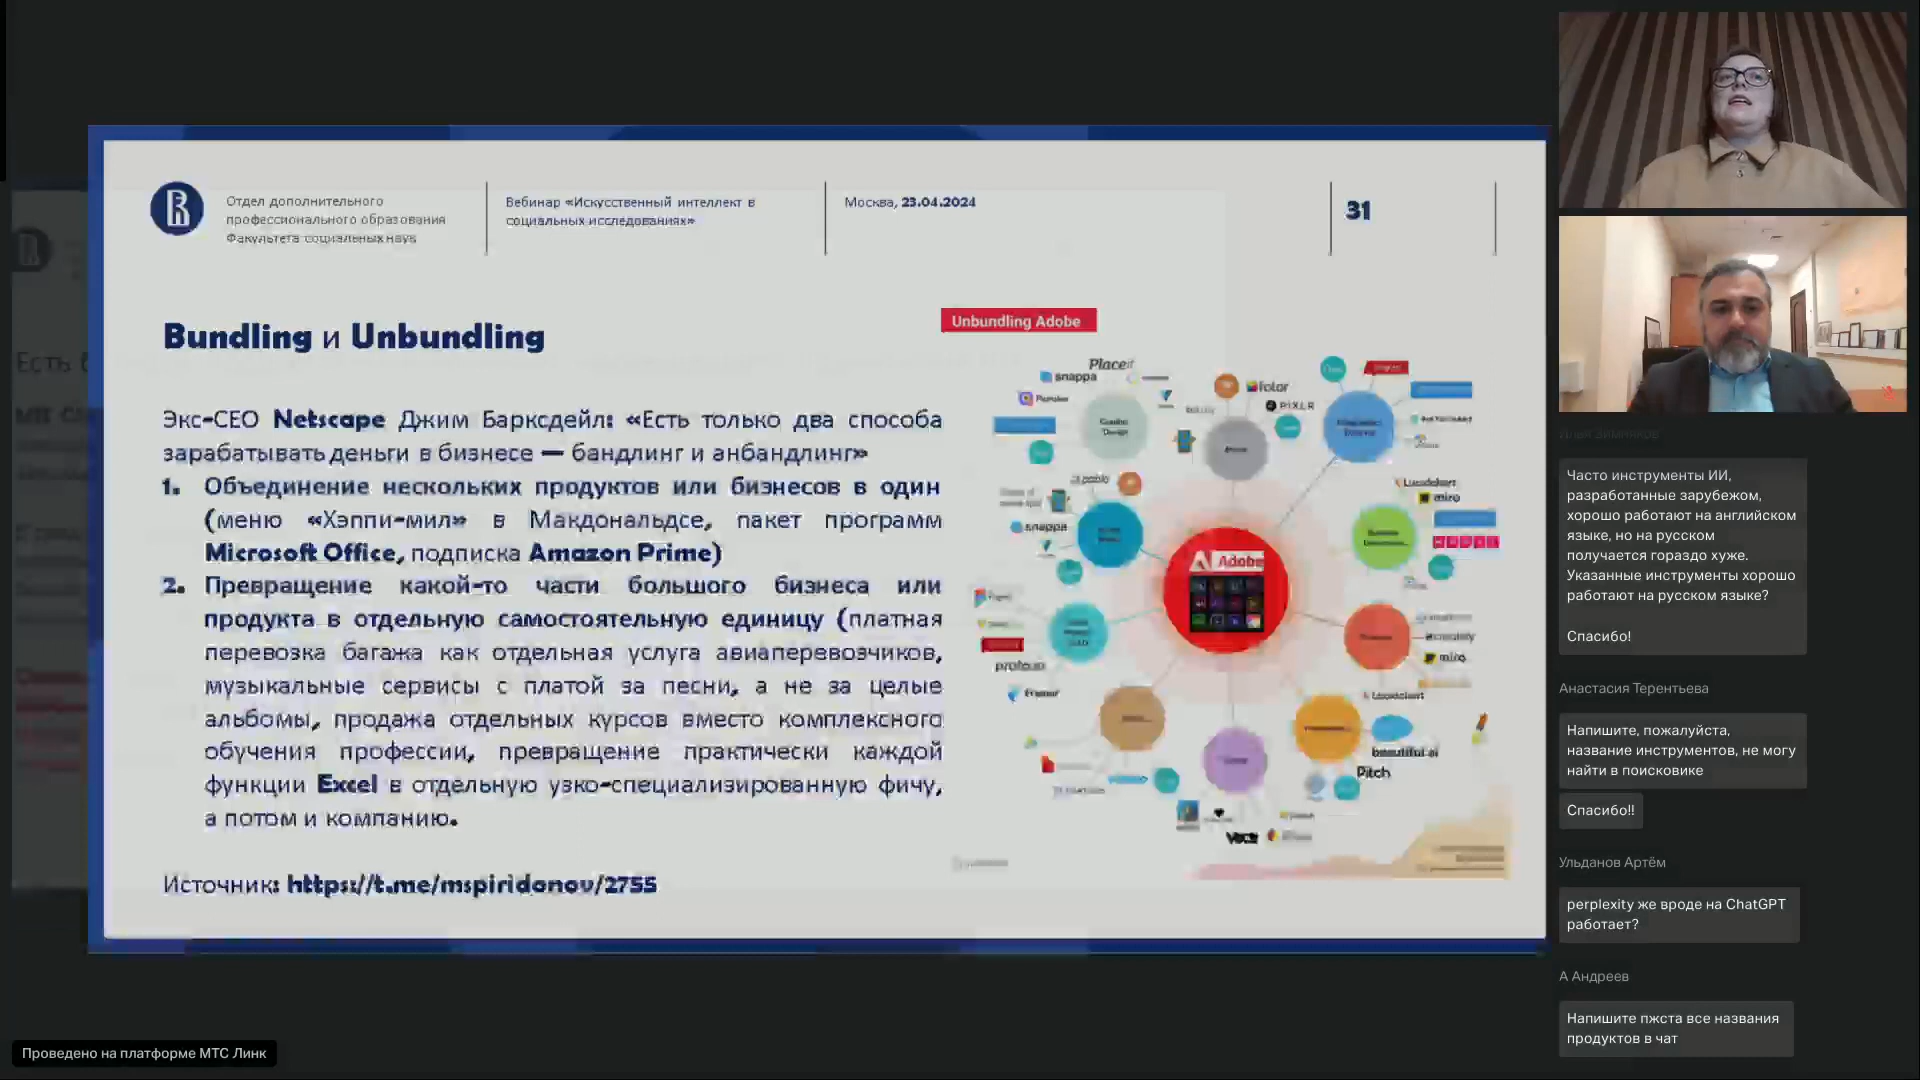 Отдел дополнительного
профессионального образования
Факультета социальных наук
Вебинар «Искусственный интеллект в
социальных исследованиях»
Москва, 23.04.2024
31
Bundling и Unbundling
Экс-CEO Netscape Джим Барксдейл: «Есть только два способа
зарабатывать деньги в бизнесе — бандлинг и анбандлинг»
1. Объединение нескольких продуктов или бизнесов в один
(меню «Хэппи-мил» в Макдональдсе, пакет программ
Microsoft Office, подписка Amazon Prime)
2. Превращение какой-то части большого бизнеса или
продукта в отдельную самостоятельную единицу (платная
перевозка багажа как отдельная услуга авиаперевозчиков,
музыкальные сервисы с платой за песни, а не за целые
альбомы, продажа отдельных курсов вместо комплексного
обучения профессии, превращение практически каждой
функции Excel в отдельную узко-специализированную фичу,
а потом и компанию.
Источник: https://t.me/mspiridonov/2755
Unbundling Adobe
Placeit
snappa
fotor
PIXLR
Lucidchart
miro
snappa
Adobe
creately
miro
proto.io
Framer
Lucidchart
beautiful.ai
Pitch
Есть
Часто инструменты ИИ,
разработанные зарубежом,
хорошо работают на английском
языке, но на русском
получается гораздо хуже.
Указанные инструменты хорошо
работают на русском языке?
Спасибо!
Анастасия Терентьева
Напишите, пожалуйста,
название инструментов, не могу
найти в поисковике
Спасибо!!
Ульданов Артём
perplexity же вроде на ChatGPT
работает?
А Андреев
Напишите пжста все названия
продуктов в чат
Проведено на платформе МТС Линк